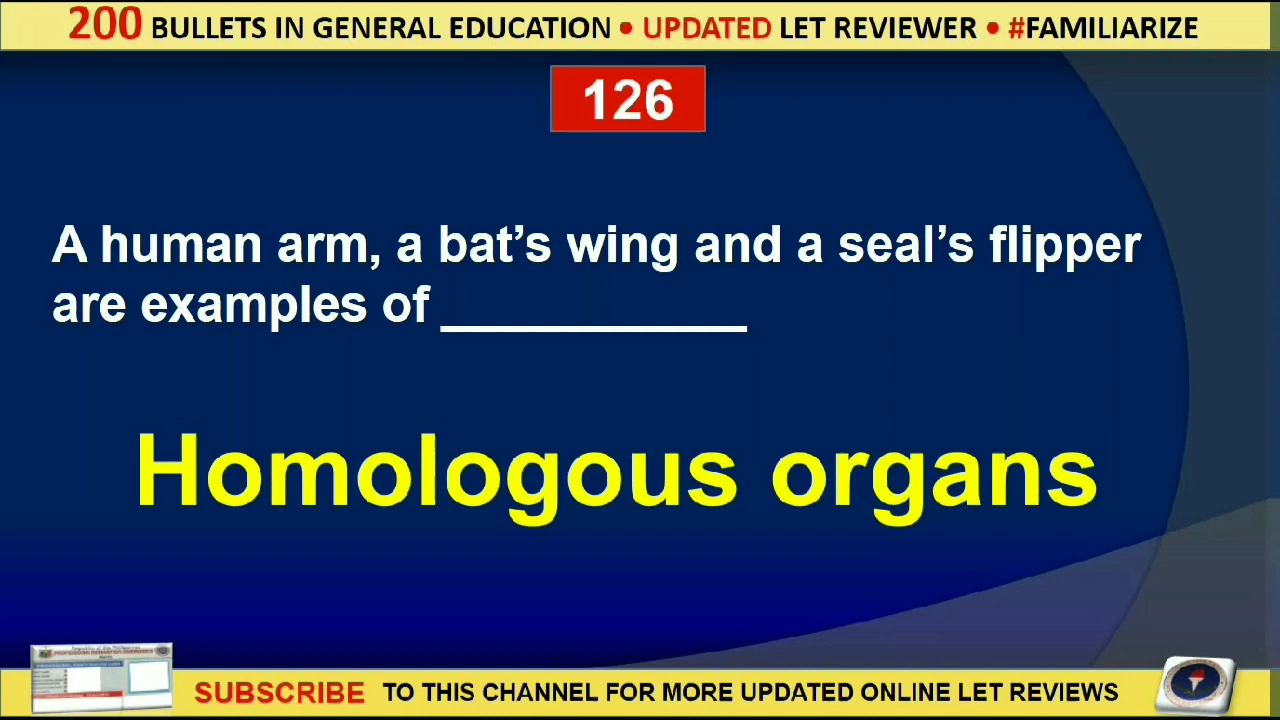 200 BULLETS IN GENERAL EDUCATION • UPDATED LET REVIEWER • #FAMILIARIZE
126
A human arm, a bat’s wing and a seal’s flipper
are examples of ____________
Homologous organs
SUBSCRIBE TO THIS CHANNEL FOR MORE UPDATED ONLINE LET REVIEWS